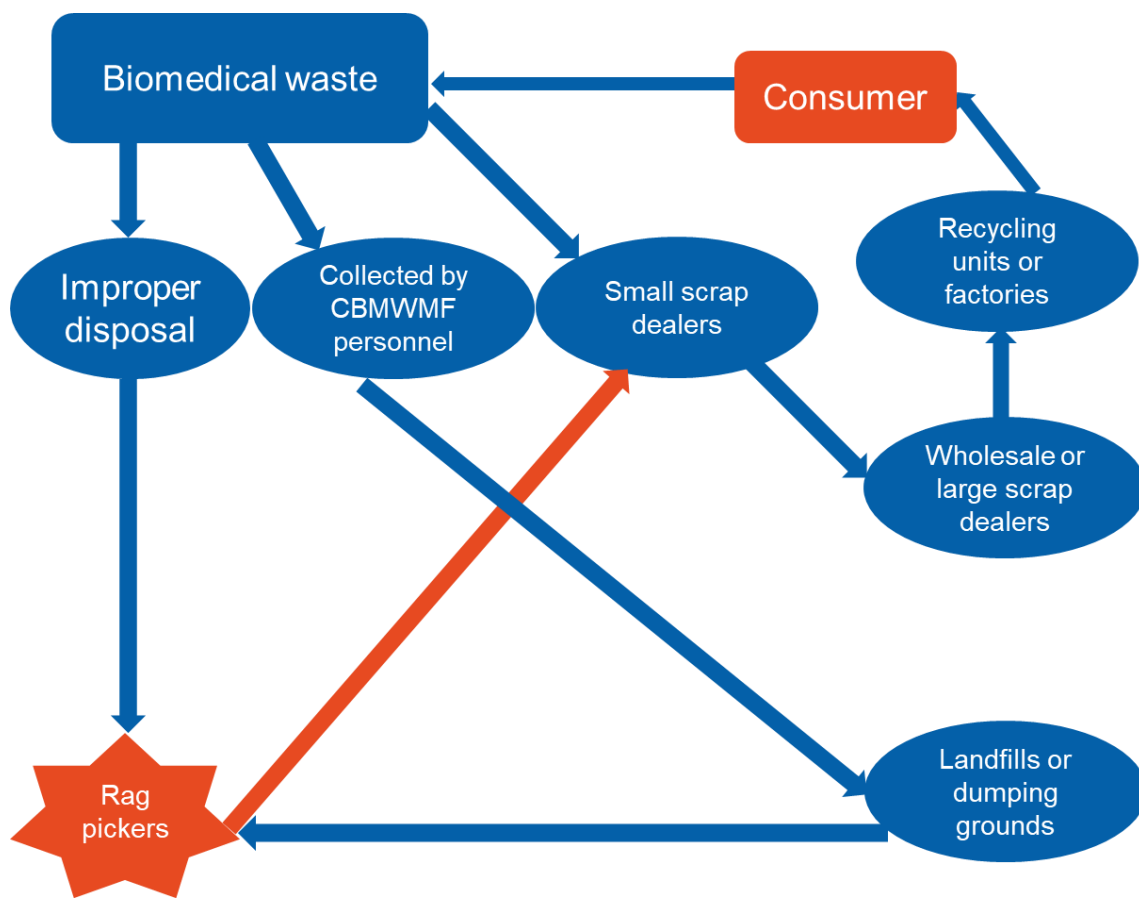 Biomedical waste
Consumer
Improper
disposal
Collected by
CBMWMF
personnel
Small scrap
dealers
Recycling
units or
factories
Wholesale or
large scrap
dealers
Rag
pickers
Landfills or
dumping
grounds